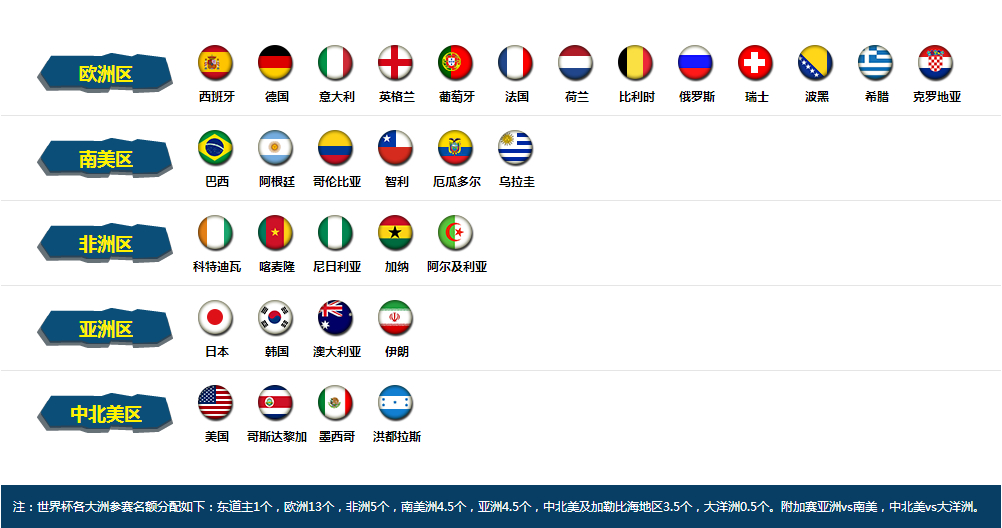 欧洲区
西班牙 德国 意大利 英格兰 葡萄牙 法国 荷兰 比利时 俄罗斯 瑞士 波黑 希腊 克罗地亚
南美区
巴西 阿根廷 哥伦比亚 智利 厄瓜多尔 乌拉圭
非洲区
科特迪瓦 喀麦隆 尼日利亚 加纳 阿尔及利亚
亚洲区
日本 韩国 澳大利亚 伊朗
中北美区
美国 哥斯达黎加 墨西哥 洪都拉斯
注：世界杯各大洲参赛名额分配如下：东道主1个，欧洲13个，非洲5个，南美洲4.5个，亚洲4.5个，中北美及加勒比海地区3.5个，大洋洲0.5个。附加赛亚洲vs南美，中北美vs大洋洲。